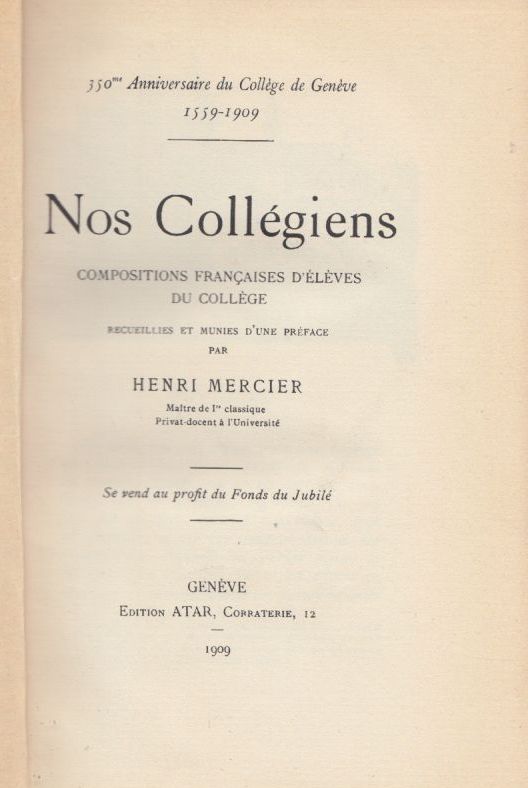 350me Anniversaire du Collège de Genève
1559-1909
Nos Collégiens
COMPOSITIONS FRANÇAISES D'ÉLÈVES
DU COLLÈGE
RECUEILLIES ET MUNIES D'UNE PRÉFACE
PAR
HENRI MERCIER
Maître de Ire classique
Privat-docent à l'Université
Se vend au profit du Fonds du Jubilé
GENÈVE
EDITION ATAR, CORRATERIE, 12
1909